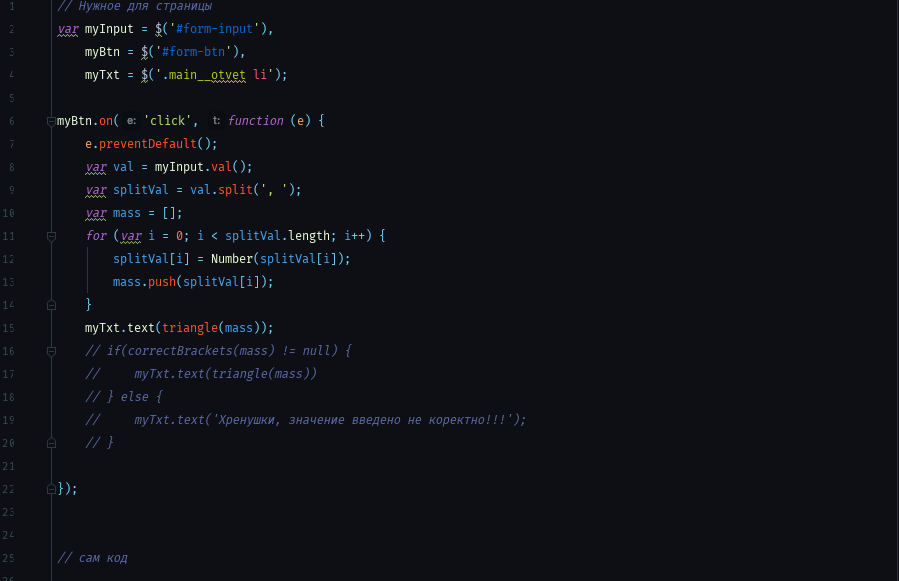 1 // Нужное для страницы
2 var myInput = $('#form-input'),
3 myBtn = $('#form-btn'),
4 myTxt = $('.main__otvet li');
5
6 myBtn.on( e: 'click', t: function (e) {
7 e.preventDefault();
8 var val = myInput.val();
9 var splitVal = val.split(', ');
10 var mass = [];
11 for (var i = 0; i < splitVal.length; i++) {
12 splitVal[i] = Number(splitVal[i]);
13 mass.push(splitVal[i]);
14 }
15 myTxt.text(triangle(mass));
16 // if(correctBrackets(mass) != null) {
17 //     myTxt.text(triangle(mass))
18 // } else {
19 //     myTxt.text('Хренушки, значение введено не коректно!!!');
20 // }
21
22 });
23
24
25 // сам код